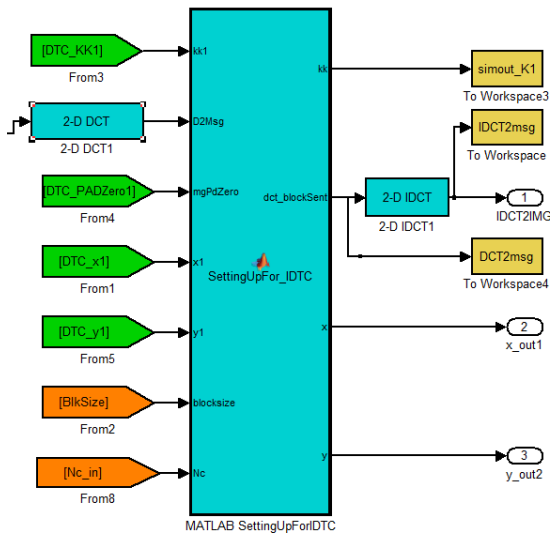 [DTC_KK1]
From3
2-D DCT
2-D DCT1
[DTC_PADZero1]
From4
[DTC_x1]
From1
[DTC_y1]
From5
[BlkSize]
From2
[Nc_in]
From8
kk1
D2Msg
mgPdZero
x1
y1
blocksize
Nc
SettingUpFor_IDTC
kk
dct_blockSent
x
y
MATLAB SettingUpForIDTC
simout_K1
To Workspace3
IDCT2msg
To Workspace
2-D IDCT
2-D IDCT1
1
IDCT2IMG
DCT2msg
To Workspace4
2
x_out1
3
y_out2